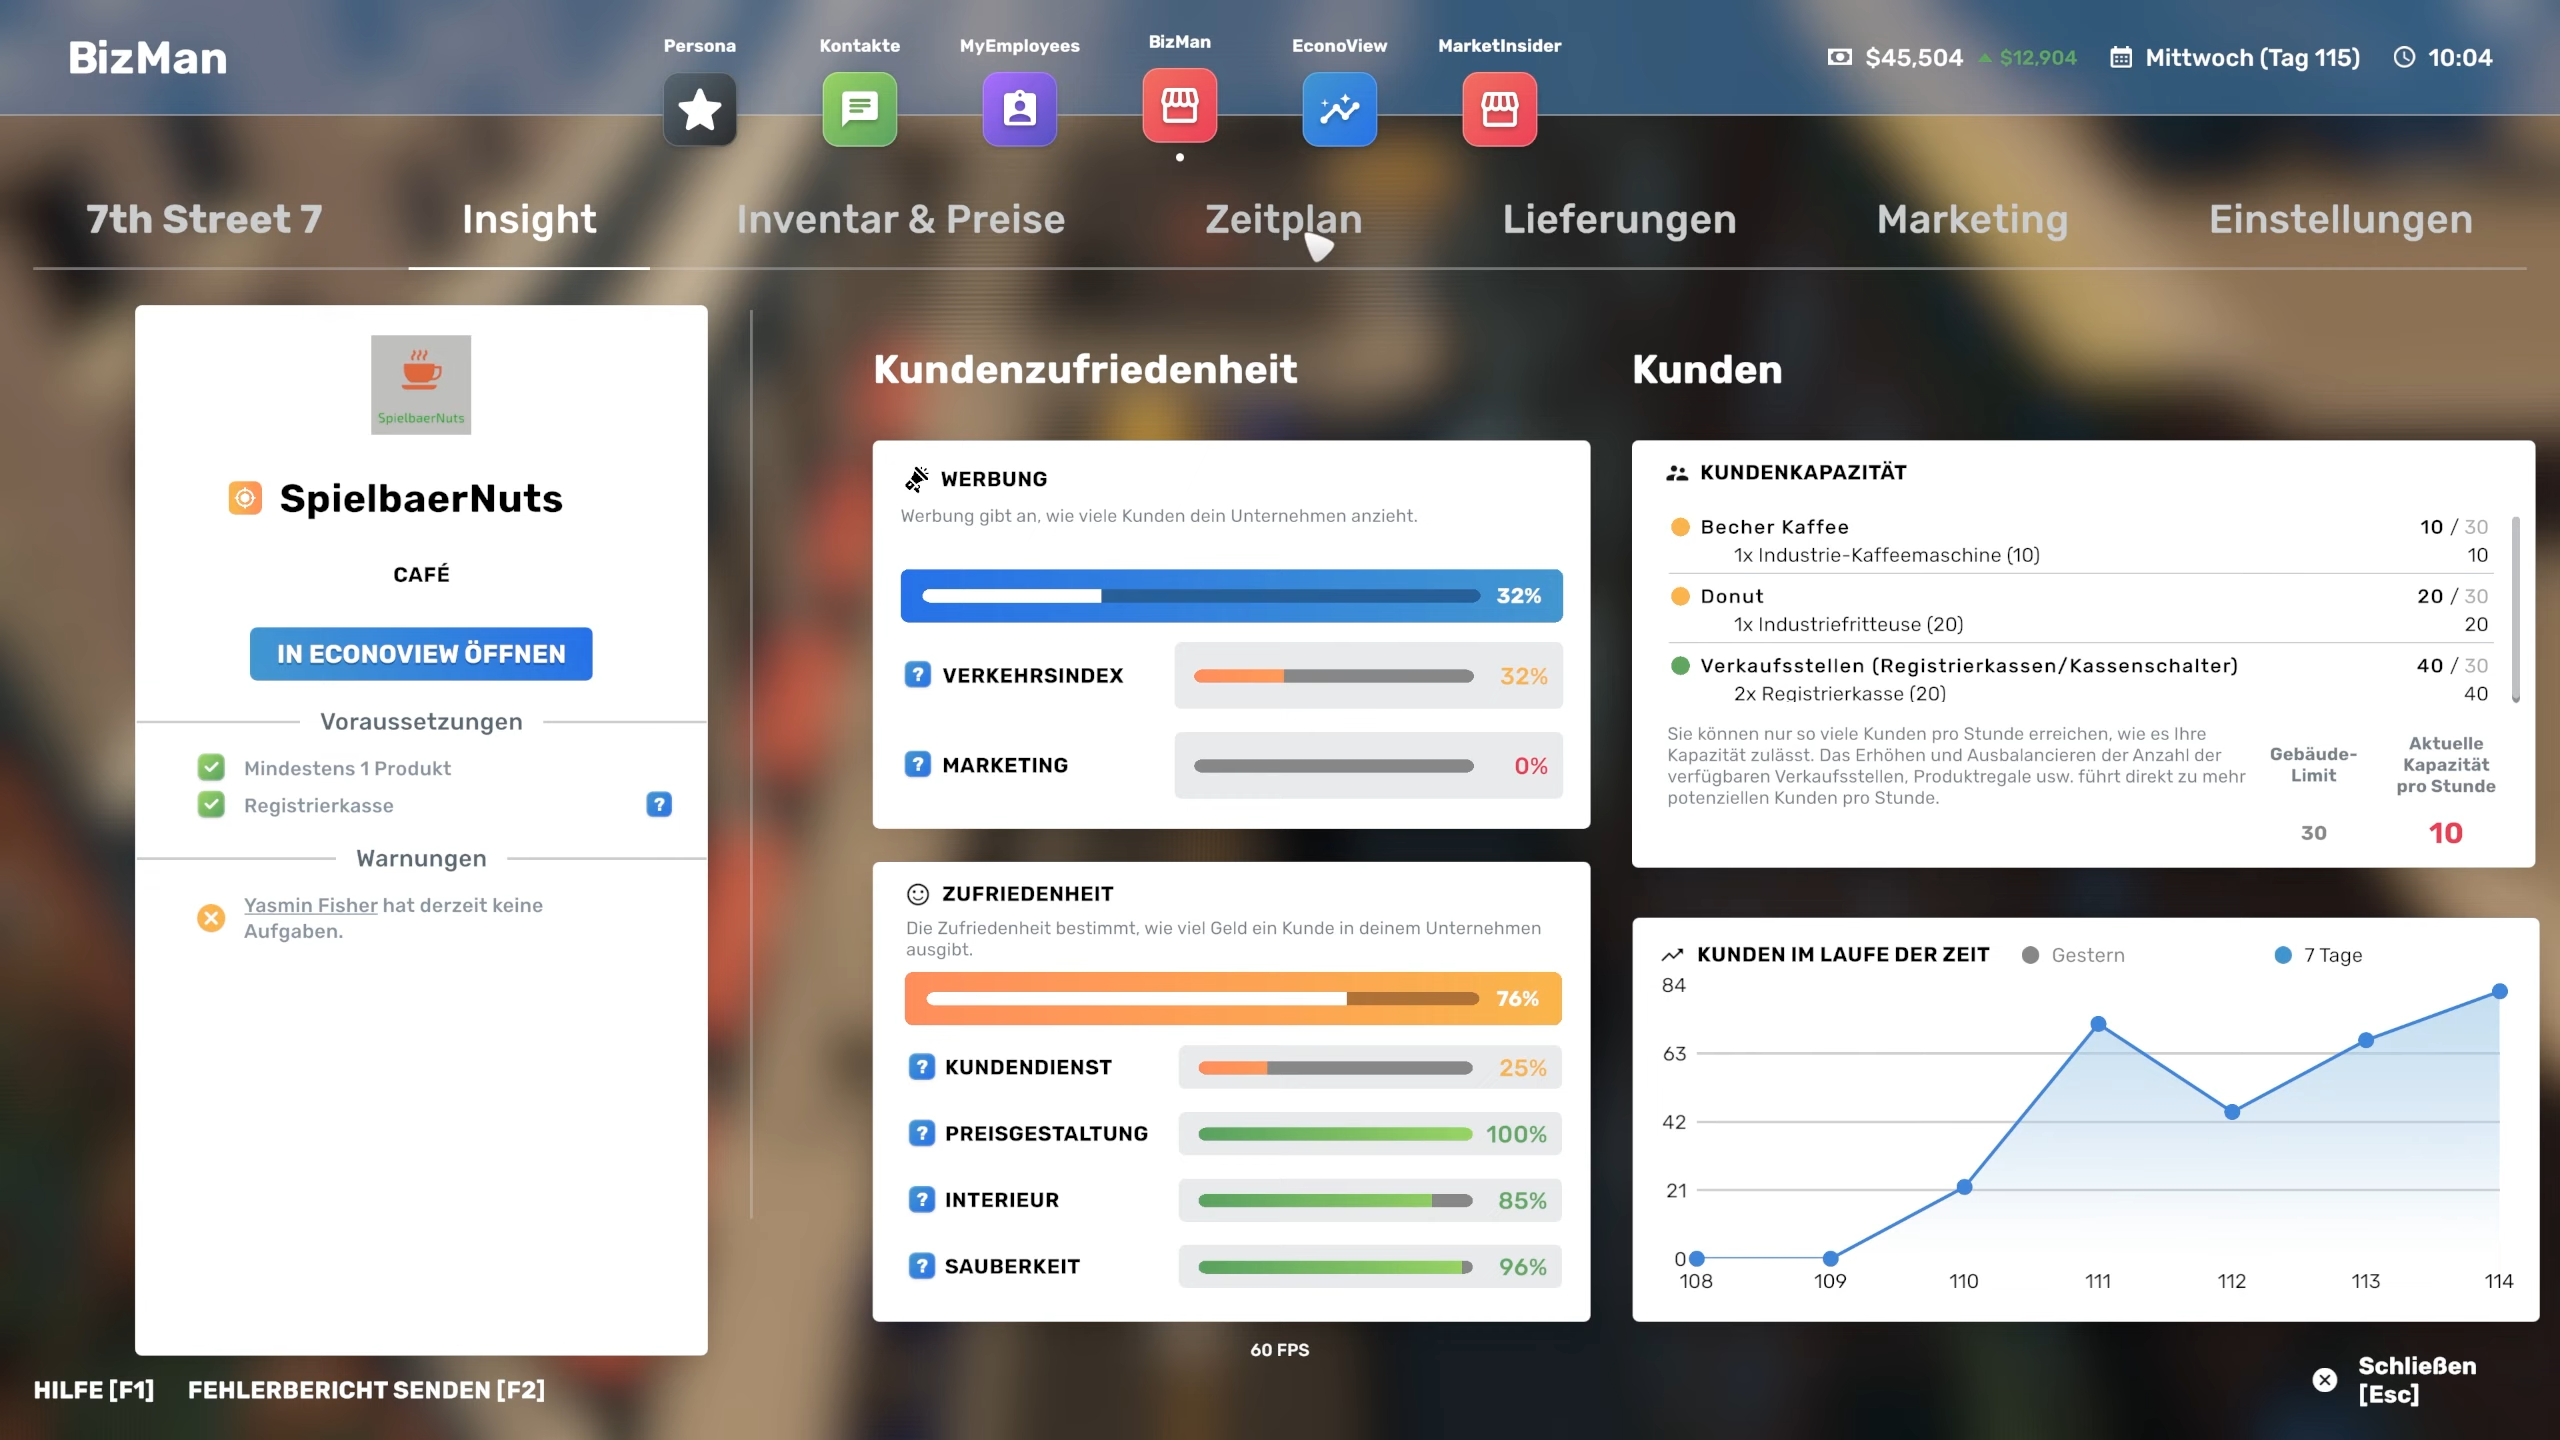 BizMan
Persona
Kontakte
MyEmployees
BizMan
EconoView
MarketInsider
$45,504
$12,904
Mittwoch (Tag 115)
10:04
7th Street 7
Insight
Inventar & Preise
Zeitplan
Lieferungen
Marketing
Einstellungen
SpielbaerNuts
SpielbaerNuts
CAFÉ
IN ECONOVIEW ÖFFNEN
Voraussetzungen
Mindestens 1 Produkt
Registrierkasse
?
Warnungen
Yasmin Fisher hat derzeit keine
Aufgaben.
Kundenzufriedenheit
WERBUNG
Werbung gibt an, wie viele Kunden dein Unternehmen anzieht.
32%
? VERKEHRSINDEX 32%
? MARKETING 0%
ZUFRIEDENHEIT
Die Zufriedenheit bestimmt, wie viel Geld ein Kunde in deinem Unternehmen
ausgibt.
76%
? KUNDENDIENST 25%
? PREISGESTALTUNG 100%
? INTERIEUR 85%
? SAUBERKEIT 96%
Kunden
KUNDENKAPAZITÄT
Becher Kaffee 10 / 30
1x Industrie-Kaffeemaschine (10) 10
Donut 20 / 30
1x Industriefritteuse (20) 20
Verkaufsstellen (Registrierkassen/Kassenschalter) 40 / 30
2x Registrierkasse (20) 40
Sie können nur so viele Kunden pro Stunde erreichen, wie es Ihre
Kapazität zulässt. Das Erhöhen und Ausbalancieren der Anzahl der
verfügbaren Verkaufsstellen, Produktregale usw. führt direkt zu mehr
potenziellen Kunden pro Stunde.
Gebäude-
Limit
30
Aktuelle
Kapazität
pro Stunde
10
KUNDEN IM LAUFE DER ZEIT
Gestern
7 Tage
84
63
42
21
0
108 109 110 111 112 113 114
60 FPS
HILFE [F1]
FEHLERBERICHT SENDEN [F2]
Schließen
[Esc]